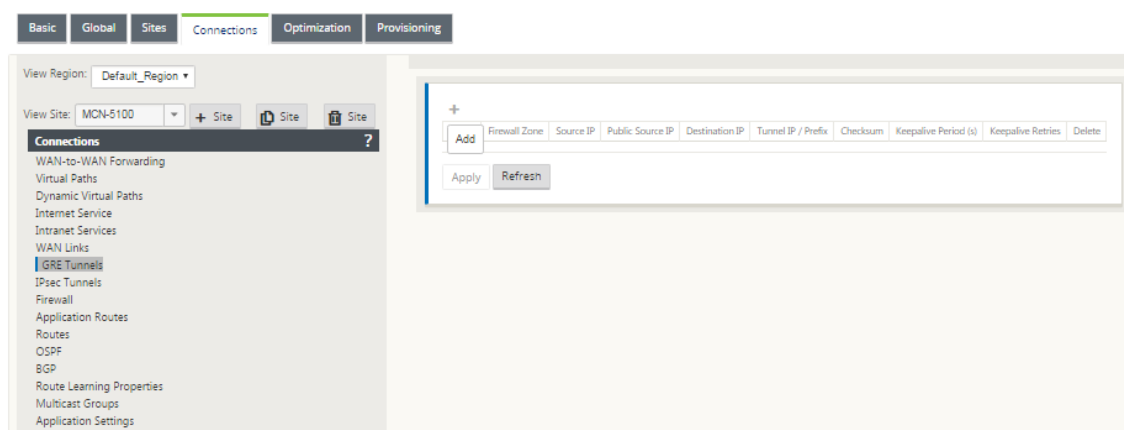 Basic Global Sites Connections Optimization Provisioning
View Region: Default_Region
View Site: MCN-5100 + Site Site Site
Connections ?
WAN-to-WAN Forwarding
Virtual Paths
Dynamic Virtual Paths
Internet Service
Intranet Services
WAN Links
GRE Tunnels
IPsec Tunnels
Firewall
Application Routes
Routes
OSPF
BGP
Route Learning Properties
Multicast Groups
Application Settings
+
Add
Firewall Zone Source IP Public Source IP Destination IP Tunnel IP / Prefix Checksum Keepalive Period (s) Keepalive Retries Delete
Apply Refresh